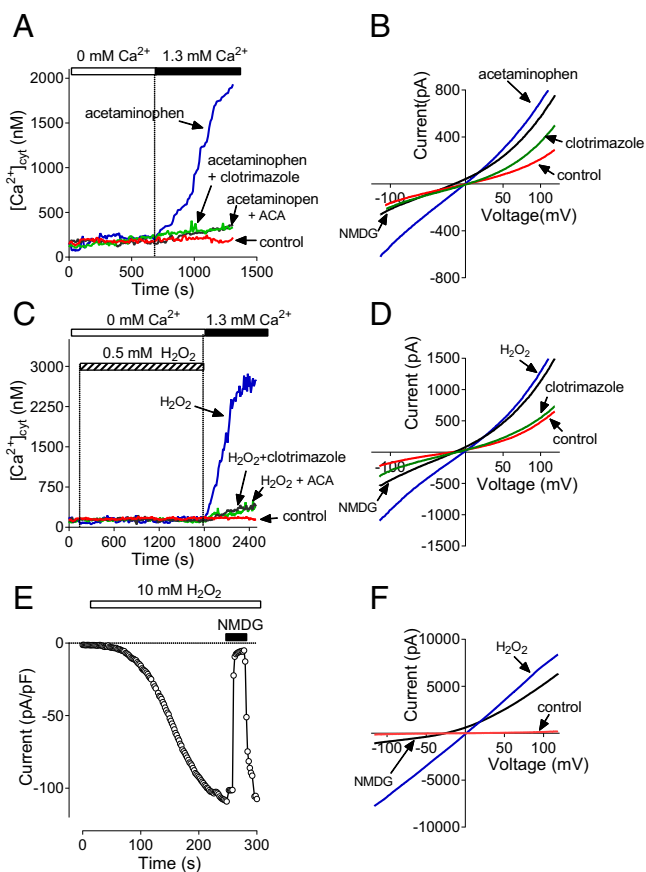 A
0 mM Ca²⁺ 1.3 mM Ca²⁺
2000
1500
1000
500
0
[Ca²⁺]cyt (nM)
acetaminophen
acetaminophen
+ clotrimazole
acetaminopen
+ ACA
control
0 500 1000 1500
Time (s)
B
Current(pA)
800
400
-400
-800
acetaminophen
clotrimazole
control
-100 50 100
Voltage(mV)
NMDG
C
0 mM Ca²⁺ 1.3 mM Ca²⁺
0.5 mM H₂O₂
3000
2250
1500
750
0
[Ca²⁺]cyt (nM)
H₂O₂
H₂O₂+clotrimazole
H₂O₂ + ACA
control
0 600 1200 1800 2400
Time (s)
D
Current (pA)
1500
1000
500
-500
-1000
-1500
H₂O₂
clotrimazole
control
-100 50 100
Voltage (mV)
NMDG
E
10 mM H₂O₂
NMDG
0
-50
-100
Current (pA/pF)
0 100 200 300
Time (s)
F
Current (pA)
10000
5000
-5000
-10000
H₂O₂
control
-100 -50 50 100
Voltage (mV)
NMDG